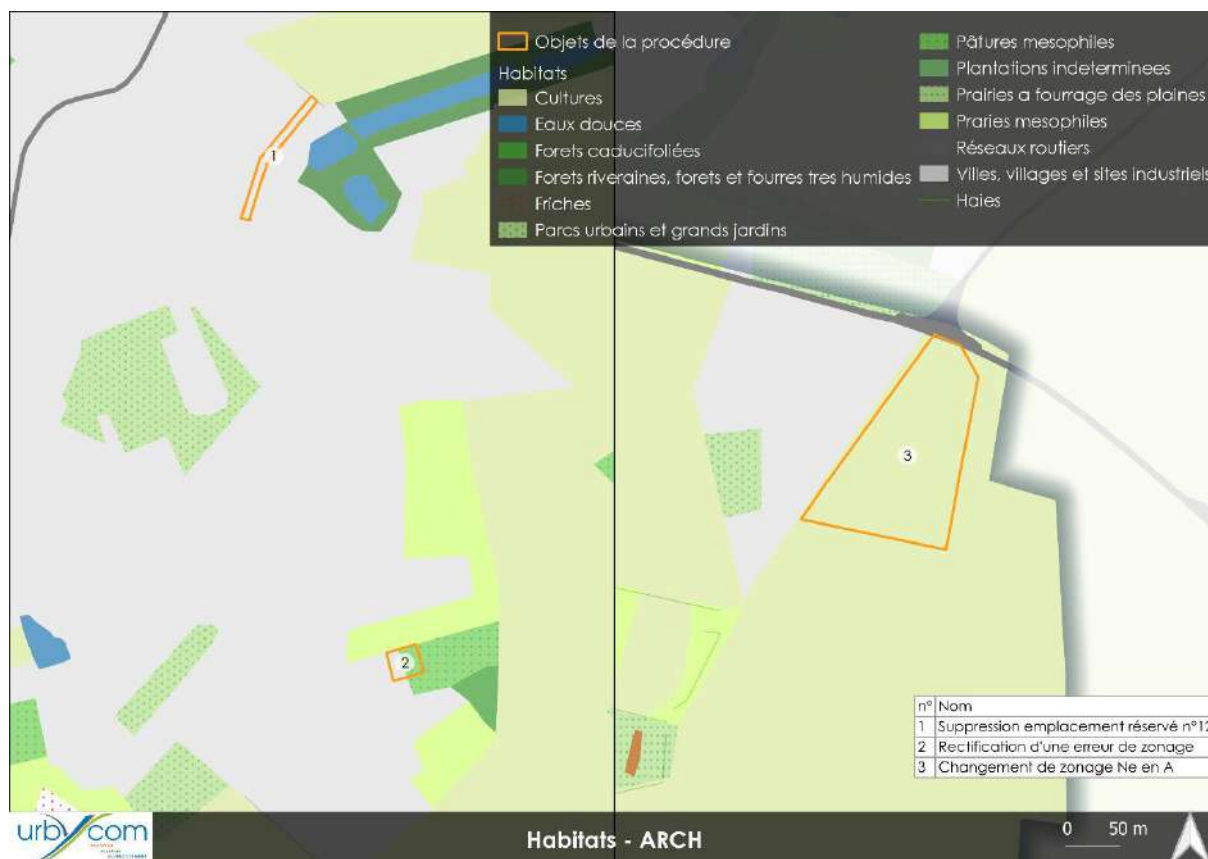 Objets de la procédure
Habitats
Cultures
Eaux douces
Forets caducifoliées
Forets riveraines, forets et fourres tres humides
Friches
Parcs urbains et grands jardins
Pâtures mesophiles
Plantations indeterminees
Prairies a fourrage des plaines
Praries mesophiles
Réseaux routiers
Villes, villages et sites industriels
Haies
1
2
3
n° Nom
1 Suppression emplacement réservé n°12
2 Rectification d'une erreur de zonage
3 Changement de zonage Ne en A
urbycom
Habitats - ARCH
0 50 m